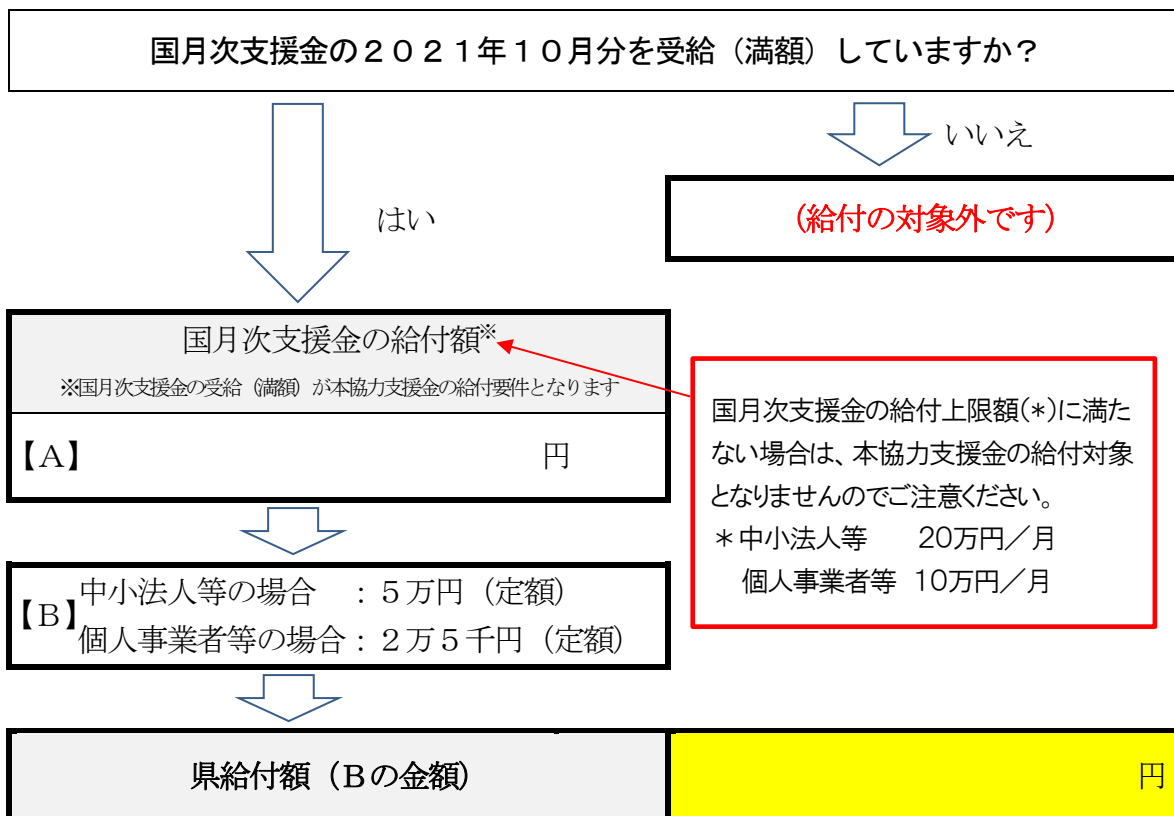 国月次支援金の２０２１年１０月分を受給（満額）していますか？
いいえ
はい
（給付の対象外です）
国月次支援金の給付額※
※国月次支援金の受給（満額）が本協力支援金の給付要件となります
【A】 円
国月次支援金の給付上限額(*)に満た
ない場合は、本協力支援金の給付対象
となりませんのでご注意ください。
＊中小法人等 20万円／月
個人事業者等 10万円／月
【B】
中小法人等の場合 ：５万円（定額）
個人事業者等の場合：２万５千円（定額）
県給付額（Ｂの金額） 円